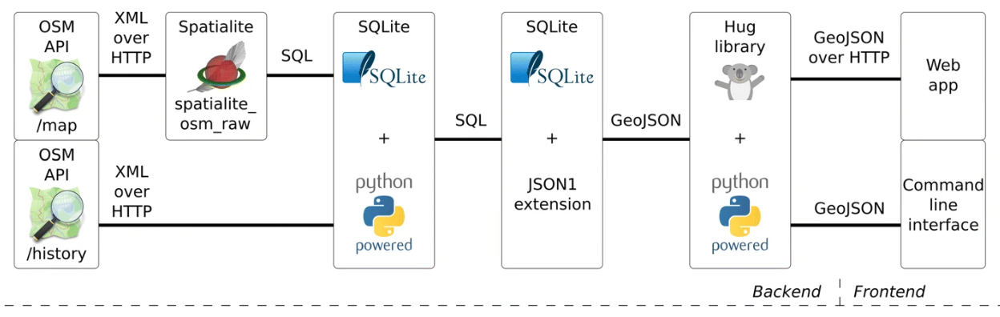 OSM
API
/map
XML
over
HTTP
Spatialite
spatialite_
osm_raw
SQL
OSM
API
/history
XML
over
HTTP
SQLite
SQLite
+
python
powered
SQL
SQLite
SQLite
+
JSON1
extension
GeoJSON
Hug
library
+
python
powered
GeoJSON
over HTTP
Web
app
GeoJSON
Command
line
interface
Backend
Frontend